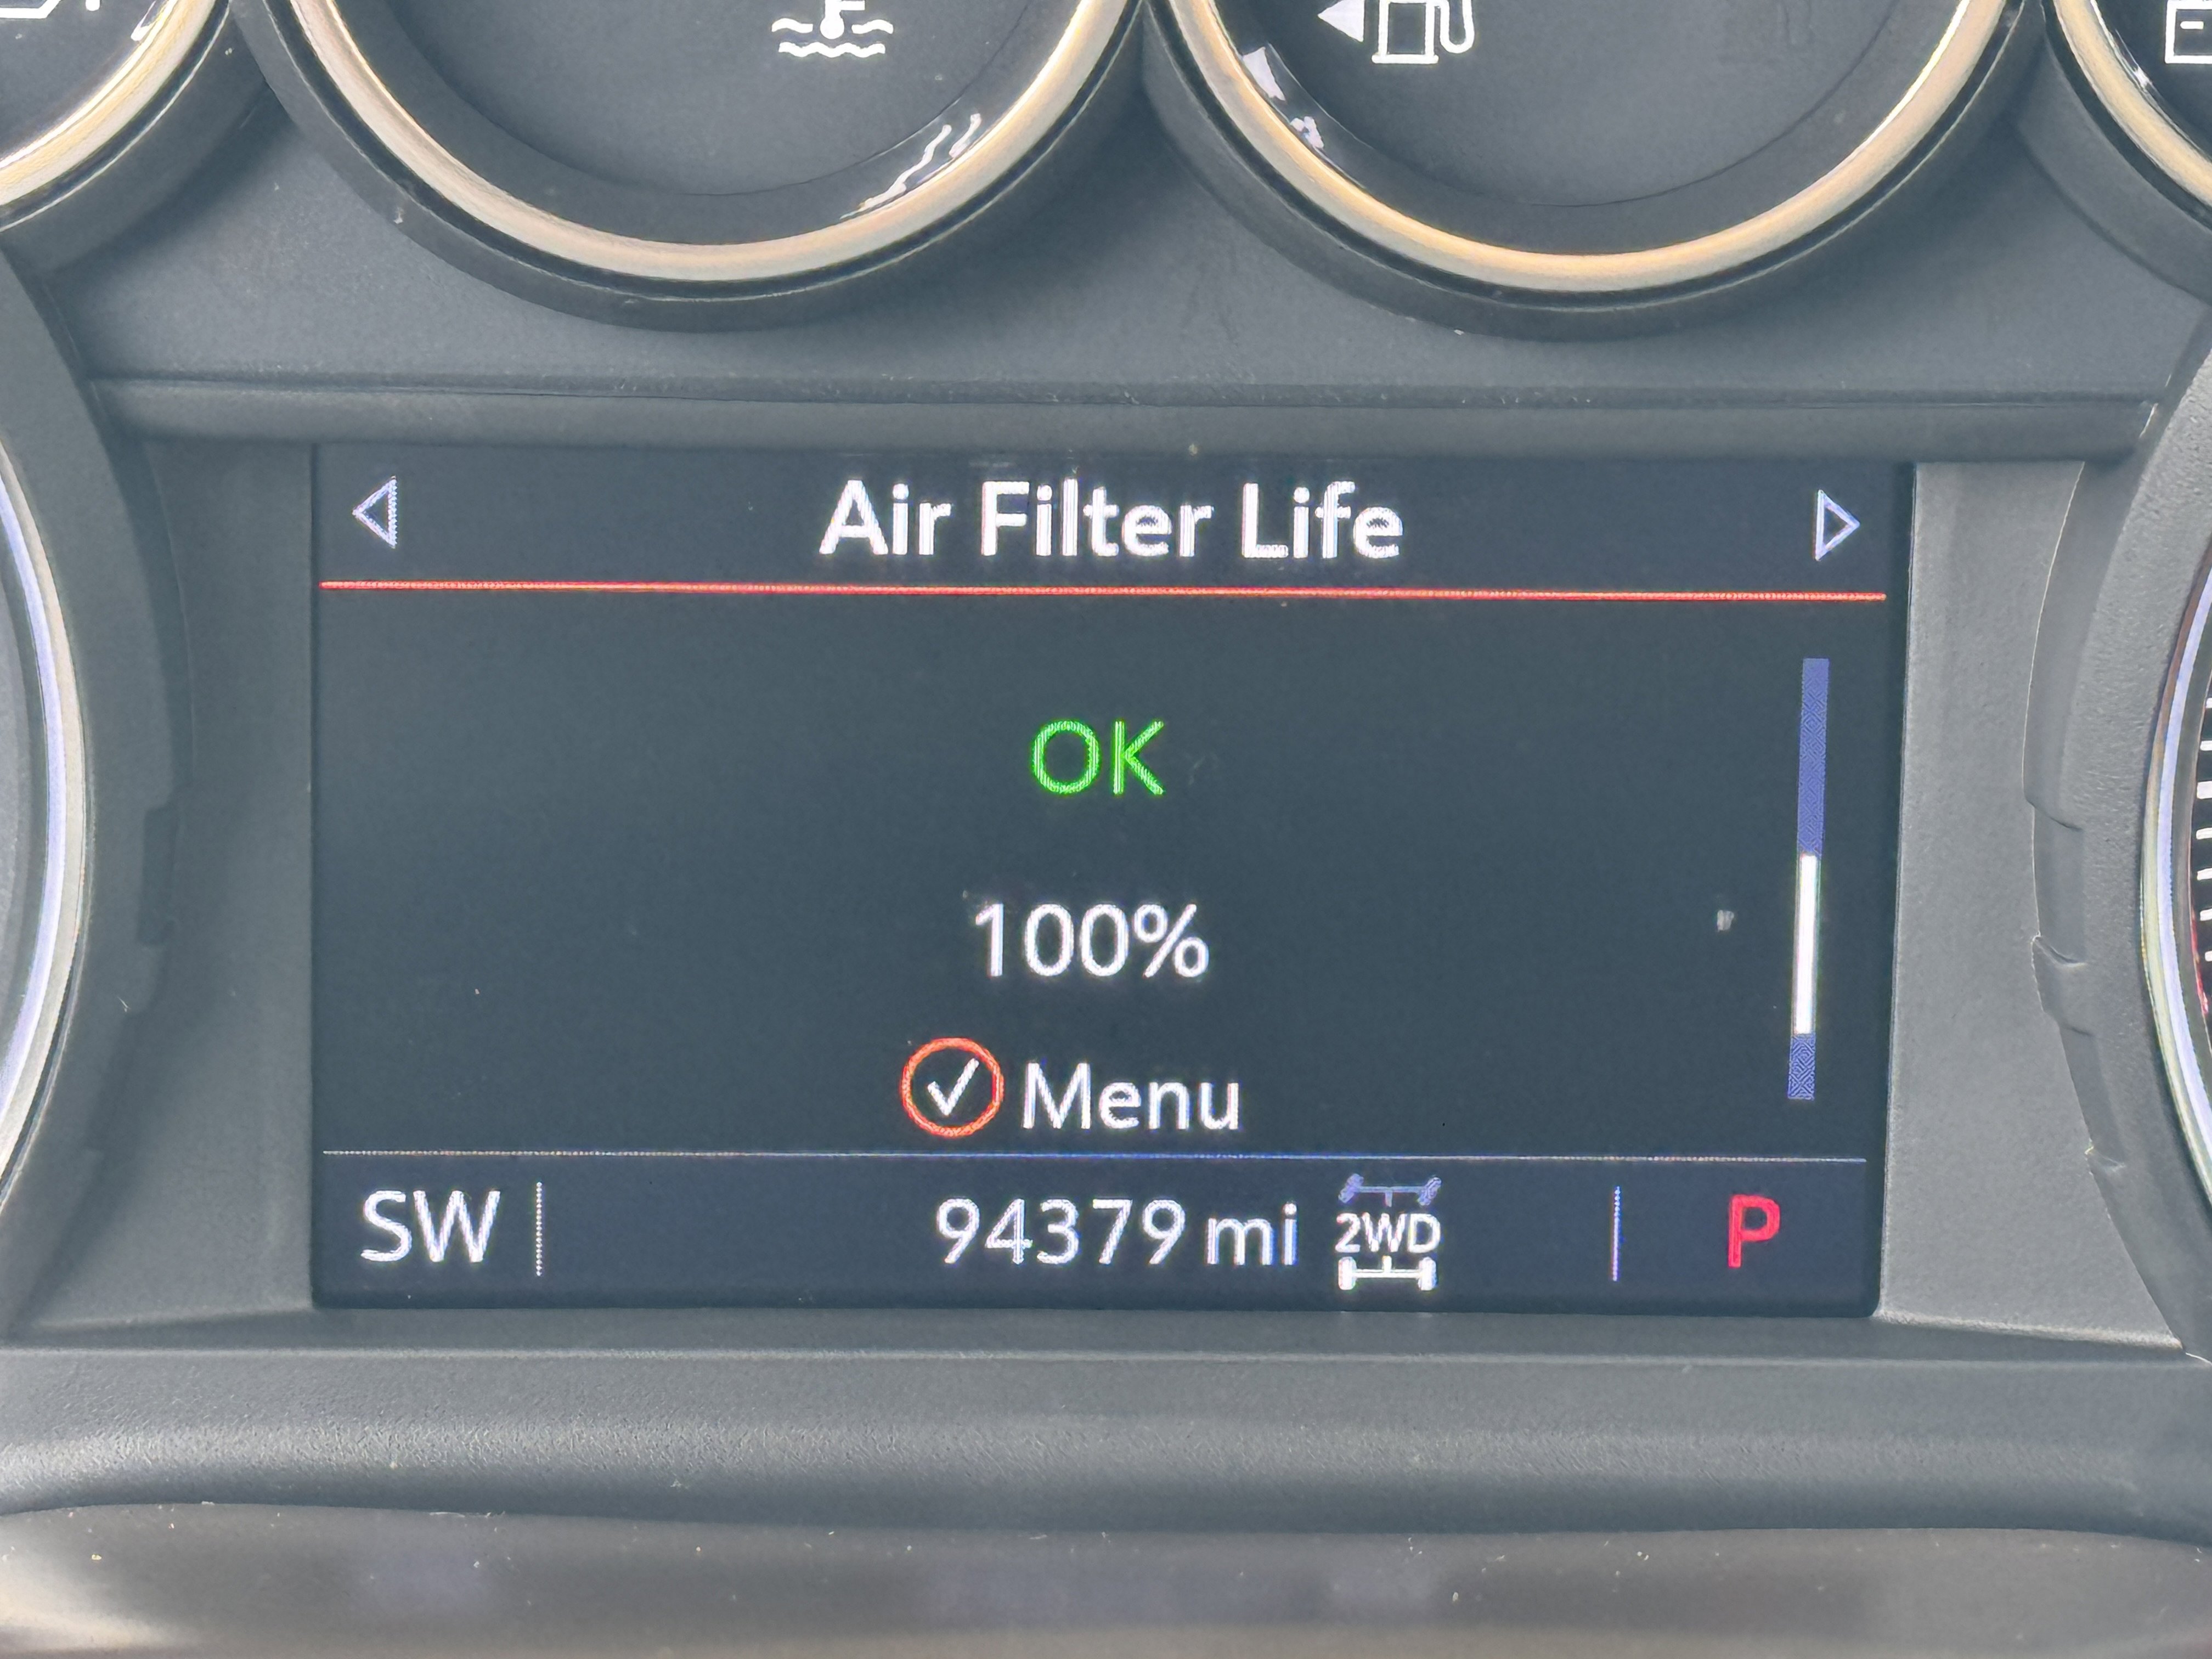 Air Filter Life
OK
100%
Menu
SW 94379 mi 2WD P